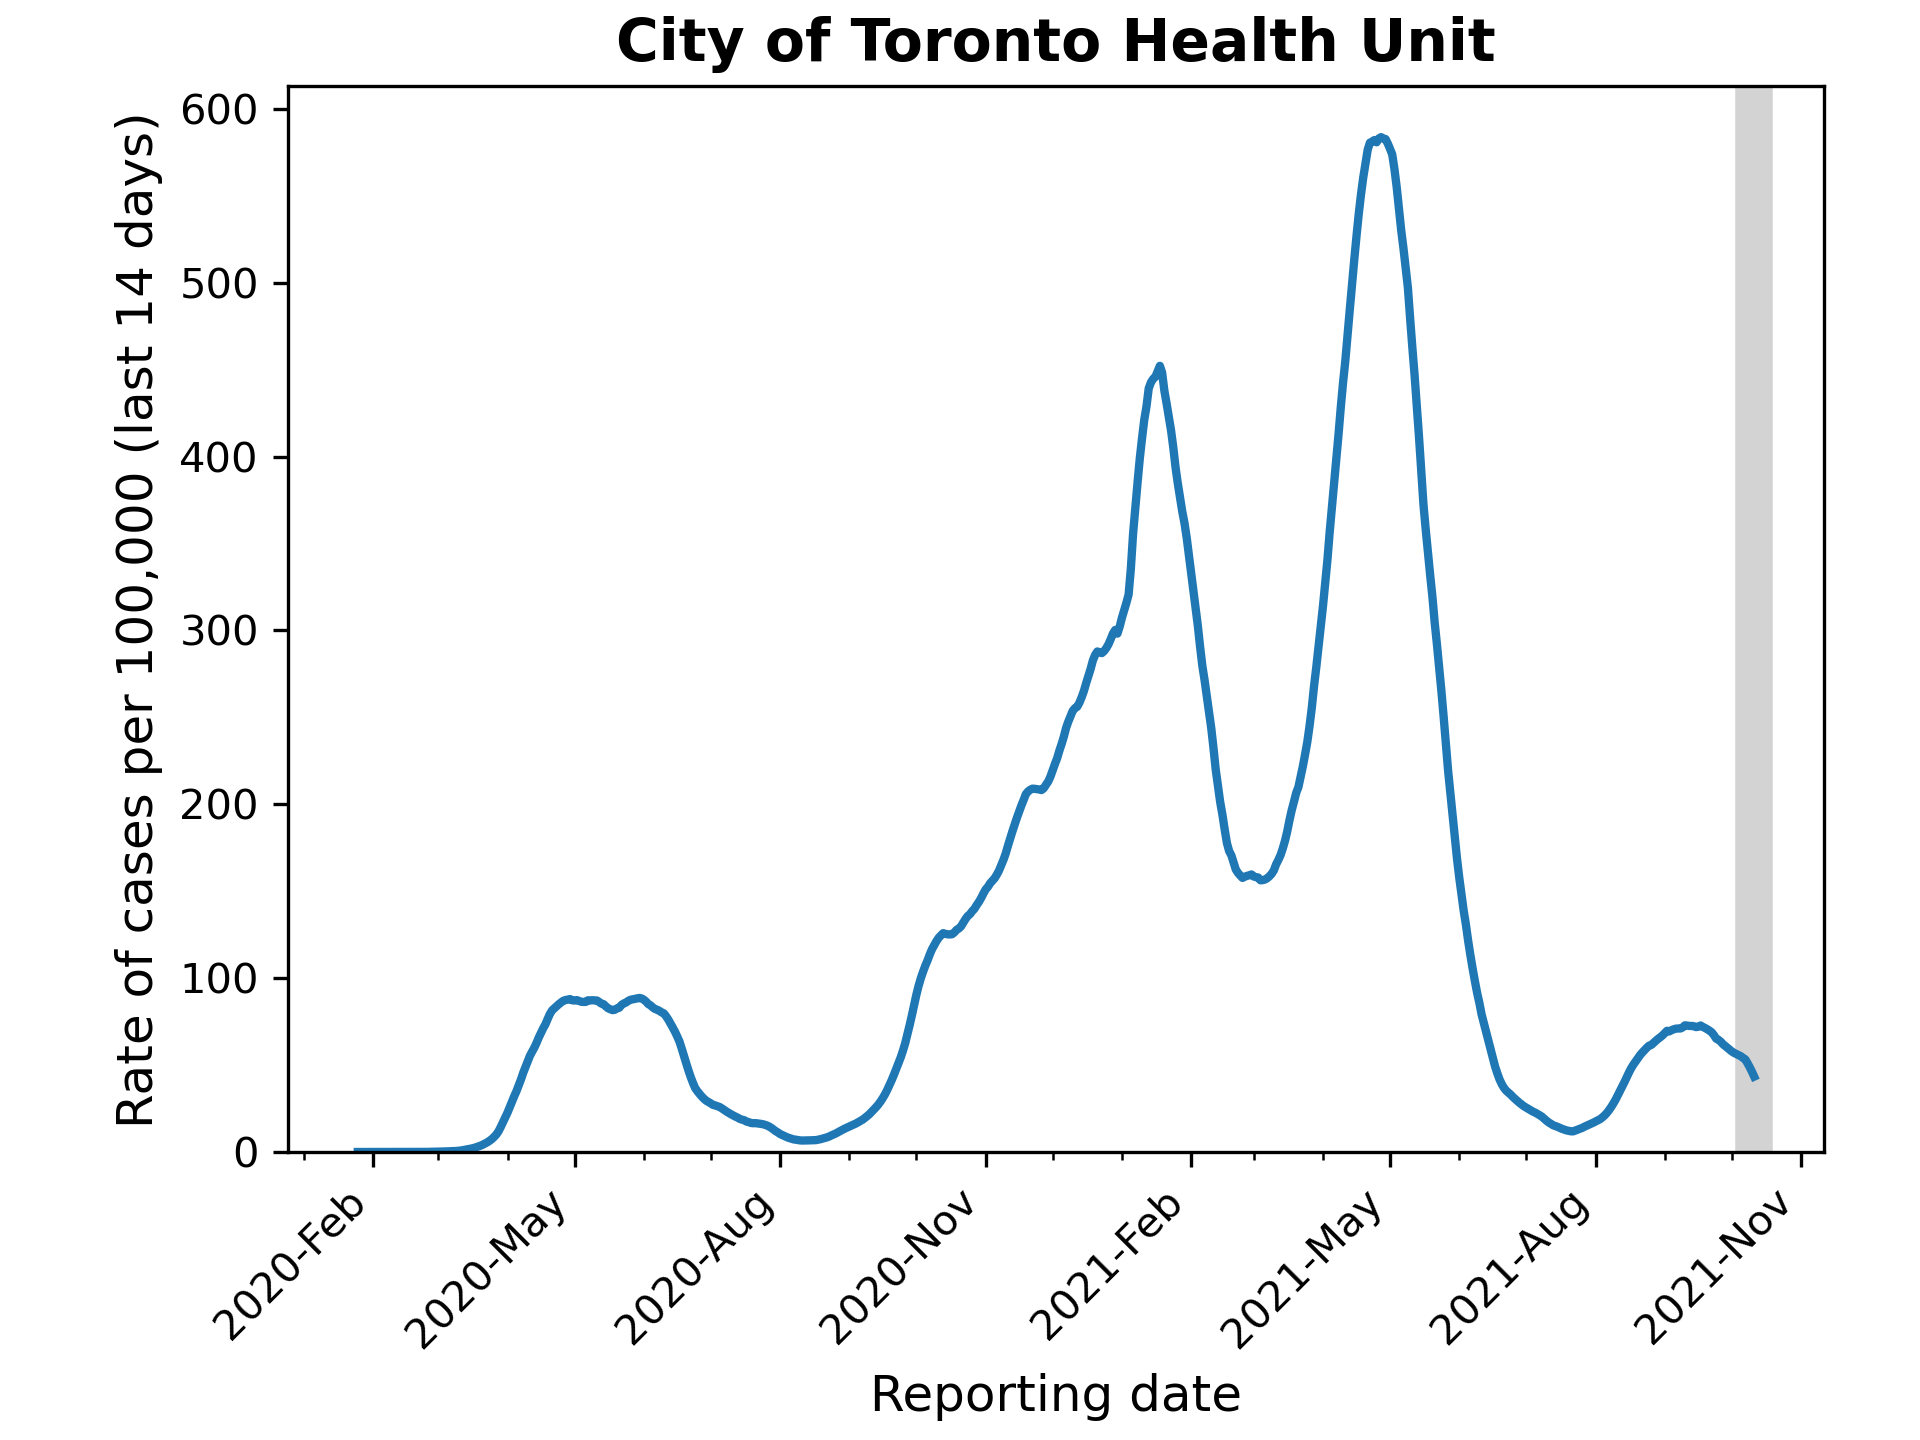 City of Toronto Health Unit
Rate of cases per 100,000 (last 14 days)
600
500
400
300
200
100
0
2020-Feb
2020-May
2020-Aug
2020-Nov
2021-Feb
2021-May
2021-Aug
2021-Nov
Reporting date